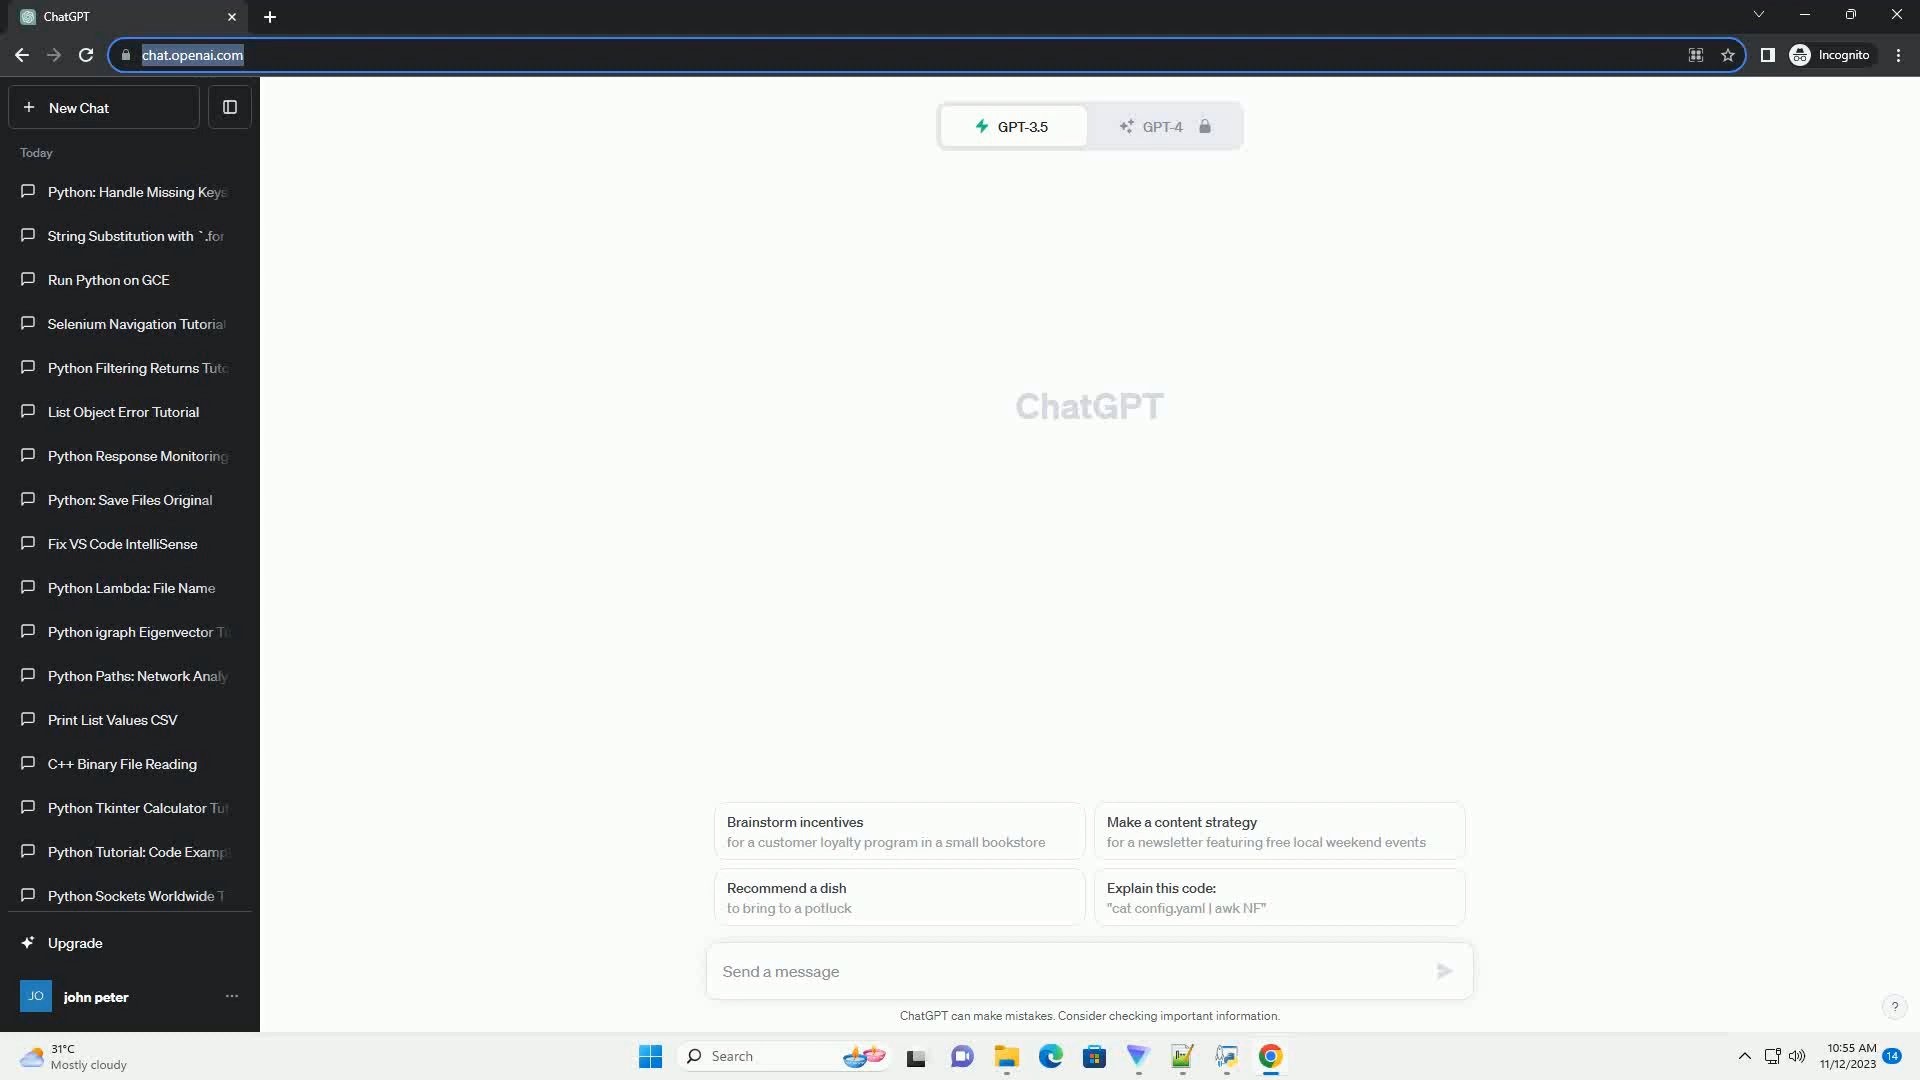 ChatGPT
chat.openai.com
Incognito
New Chat
Today
Python: Handle Missing Keys
String Substitution with `.for
Run Python on GCE
Selenium Navigation Tutorial
Python Filtering Returns Tuto
List Object Error Tutorial
Python Response Monitoring
Python: Save Files Original
Fix VS Code IntelliSense
Python Lambda: File Name
Python igraph Eigenvector Tu
Python Paths: Network Analy
Print List Values CSV
C++ Binary File Reading
Python Tkinter Calculator Tut
Python Tutorial: Code Exampl
Python Sockets Worldwide T
Upgrade
JO
john peter
GPT-3.5
GPT-4
ChatGPT
Brainstorm incentives
for a customer loyalty program in a small bookstore
Make a content strategy
for a newsletter featuring free local weekend events
Recommend a dish
to bring to a potluck
Explain this code:
"cat config.yaml | awk NF"
Send a message
ChatGPT can make mistakes. Consider checking important information.
?
31°C
Mostly cloudy
Search
10:55 AM
11/12/2023
14